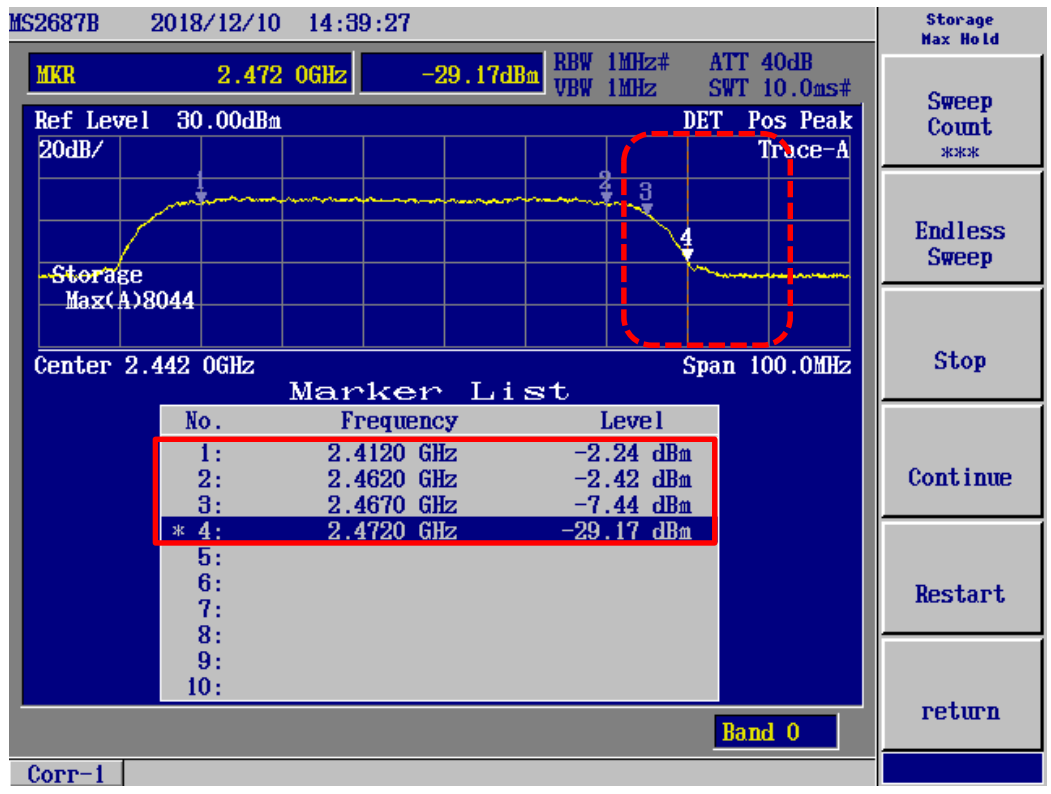 MS2687B 2018/12/10 14:39:27
Storage
Max Hold
MKR 2.472 0GHz -29.17dBm
RBW 1MHz# ATT 40dB
VBW 1MHz SWT 10.0ms#
Ref Level 30.00dBm DET Pos Peak
20dB/ Trace-A
1 2 3 4
Storage
Max(A)8044
Center 2.442 0GHz Span 100.0MHz
Marker List
No. Frequency Level
1: 2.4120 GHz -2.24 dBm
2: 2.4620 GHz -2.42 dBm
3: 2.4670 GHz -7.44 dBm
* 4: 2.4720 GHz -29.17 dBm
5:
6:
7:
8:
9:
10:
Band 0
Corr-1
Sweep
Count
***
Endless
Sweep
Stop
Continue
Restart
return